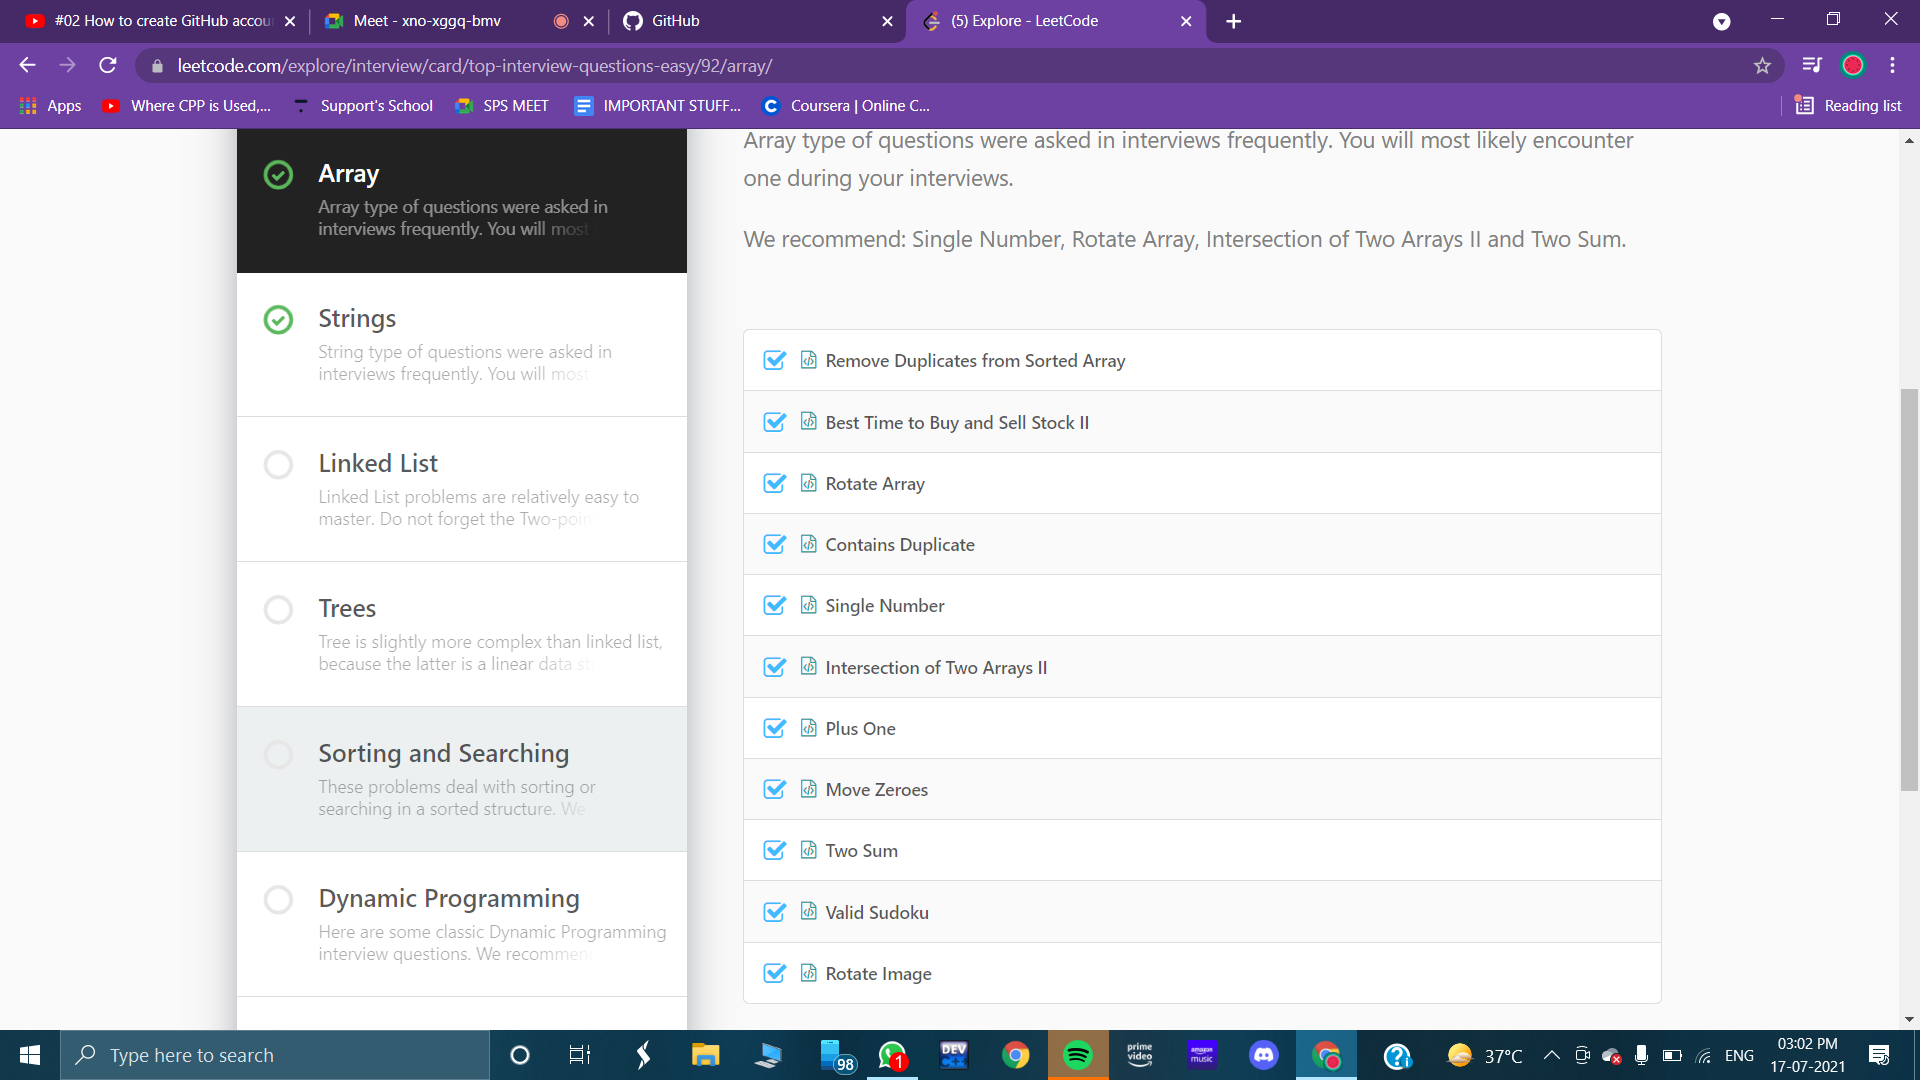 #02 How to create GitHub accou
Meet - xno-xggq-bmv
GitHub
(5) Explore - LeetCode
leetcode.com/explore/interview/card/top-interview-questions-easy/92/array/
Apps
Where CPP is Used,...
Support's School
SPS MEET
IMPORTANT STUFF...
Coursera | Online C...
Reading list
Array
Array type of questions were asked in
interviews frequently. You will most
Strings
String type of questions were asked in
interviews frequently. You will most
Linked List
Linked List problems are relatively easy to
master. Do not forget the Two-poin
Trees
Tree is slightly more complex than linked list,
because the latter is a linear data st
Sorting and Searching
These problems deal with sorting or
searching in a sorted structure. We
Dynamic Programming
Here are some classic Dynamic Programming
interview questions. We recommen
Array type of questions were asked in interviews frequently. You will most likely encounter
one during your interviews.
We recommend: Single Number, Rotate Array, Intersection of Two Arrays II and Two Sum.
Remove Duplicates from Sorted Array
Best Time to Buy and Sell Stock II
Rotate Array
Contains Duplicate
Single Number
Intersection of Two Arrays II
Plus One
Move Zeroes
Two Sum
Valid Sudoku
Rotate Image
Type here to search
98
1
DEV
C++
prime
video
amazon
music
37°C
ENG
03:02 PM
17-07-2021